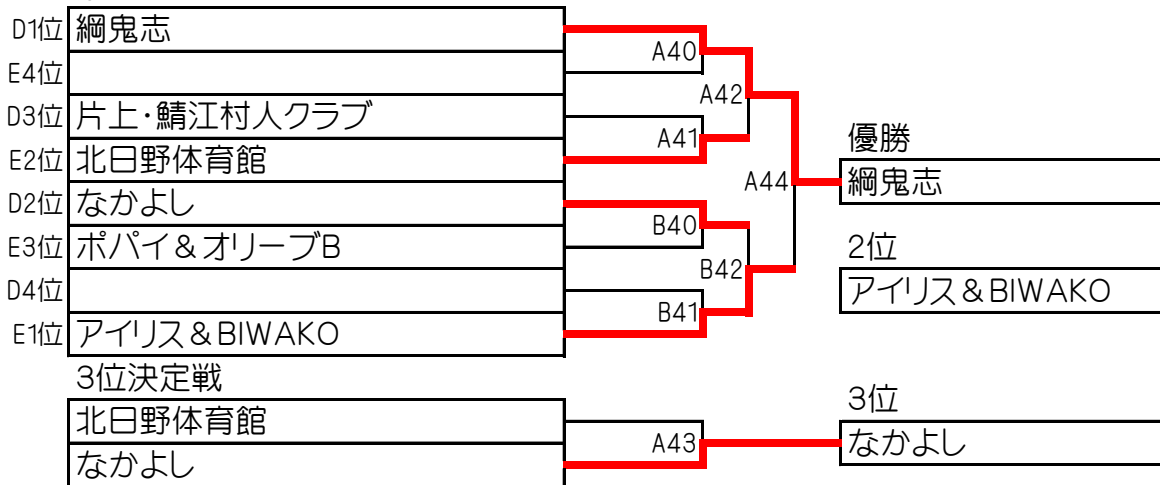 D1位 綱鬼志
A40
E4位
A42
D3位 片上・鯖江村人クラブ
A41
優勝
E2位 北日野体育館
A44 綱鬼志
D2位 なかよし
B40
E3位 ポパイ&オリーブB
2位
B42
D4位
アイリス&BIWAKO
B41
E1位 アイリス&BIWAKO
3位決定戦
3位
北日野体育館
A43 なかよし
なかよし